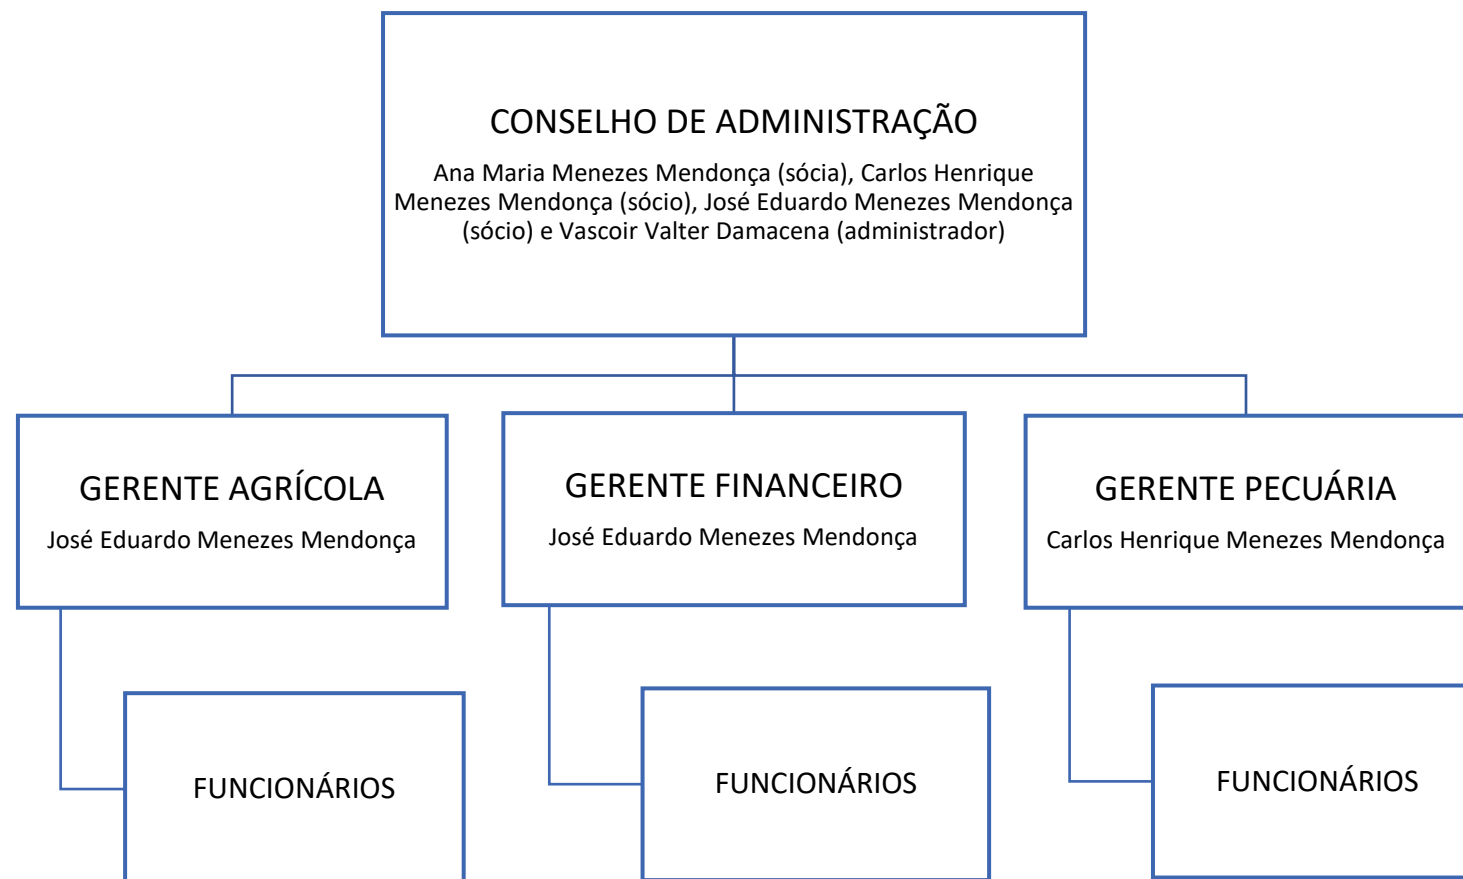 CONSELHO DE ADMINISTRAÇÃO
Ana Maria Menezes Mendonça (sócia), Carlos Henrique
Menezes Mendonça (sócio), José Eduardo Menezes Mendonça
(sócio) e Vascoir Valter Damacena (administrador)
GERENTE AGRÍCOLA
José Eduardo Menezes Mendonça
GERENTE FINANCEIRO
José Eduardo Menezes Mendonça
GERENTE PECUÁRIA
Carlos Henrique Menezes Mendonça
FUNCIONÁRIOS
FUNCIONÁRIOS
FUNCIONÁRIOS